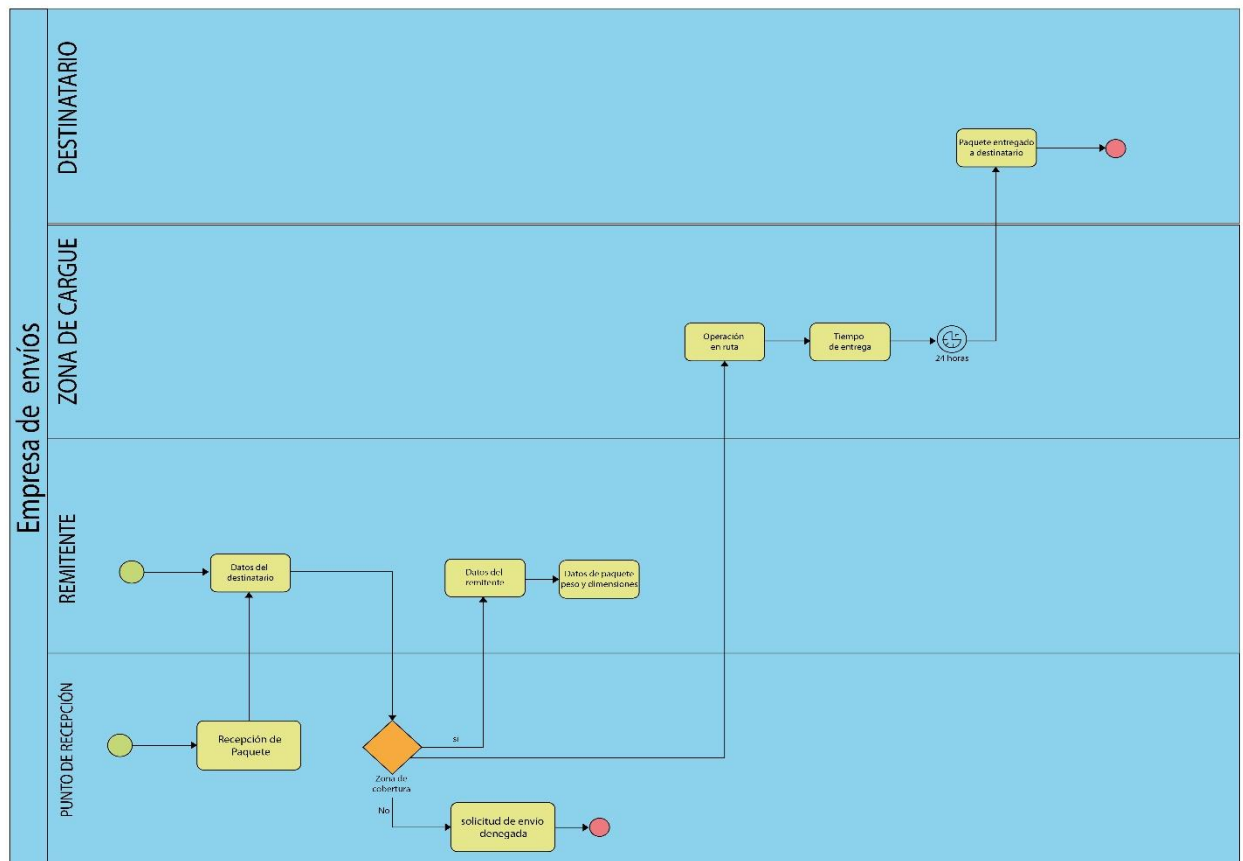 Empresa de envíos
DESTINATARIO
Paquete entregado
a destinatario
ZONA DE CARGUE
Operación
en ruta
Tiempo
de entrega
24 horas
REMITENTE
Datos del
destinatario
Datos del
remitente
Datos de paquete
peso y dimensiones
PUNTO DE RECEPCIÓN
Recepción de
Paquete
si
Zona de
cobertura
No
solicitud de envio
denegada